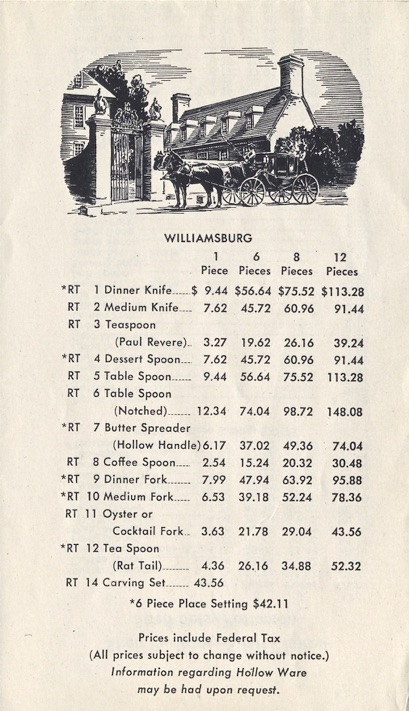 WILLIAMSBURG
1 6 8 12
Piece Pieces Pieces Pieces
*RT 1 Dinner Knife...... $ 9.44 $56.64 $75.52 $113.28
RT 2 Medium Knife.... 7.62 45.72 60.96 91.44
RT 3 Teaspoon
(Paul Revere).. 3.27 19.62 26.16 39.24
*RT 4 Dessert Spoon.... 7.62 45.72 60.96 91.44
RT 5 Table Spoon....... 9.44 56.64 75.52 113.28
RT 6 Table Spoon
(Notched)........ 12.34 74.04 98.72 148.08
*RT 7 Butter Spreader
(Hollow Handle) 6.17 37.02 49.36 74.04
RT 8 Coffee Spoon..... 2.54 15.24 20.32 30.48
*RT 9 Dinner Fork........ 7.99 47.94 63.92 95.88
*RT 10 Medium Fork..... 6.53 39.18 52.24 78.36
RT 11 Oyster or
Cocktail Fork.. 3.63 21.78 29.04 43.56
*RT 12 Tea Spoon
(Rat Tail)......... 4.36 26.16 34.88 52.32
RT 14 Carving Set....... 43.56
*6 Piece Place Setting $42.11
Prices include Federal Tax
(All prices subject to change without notice.)
Information regarding Hollow Ware
may be had upon request.